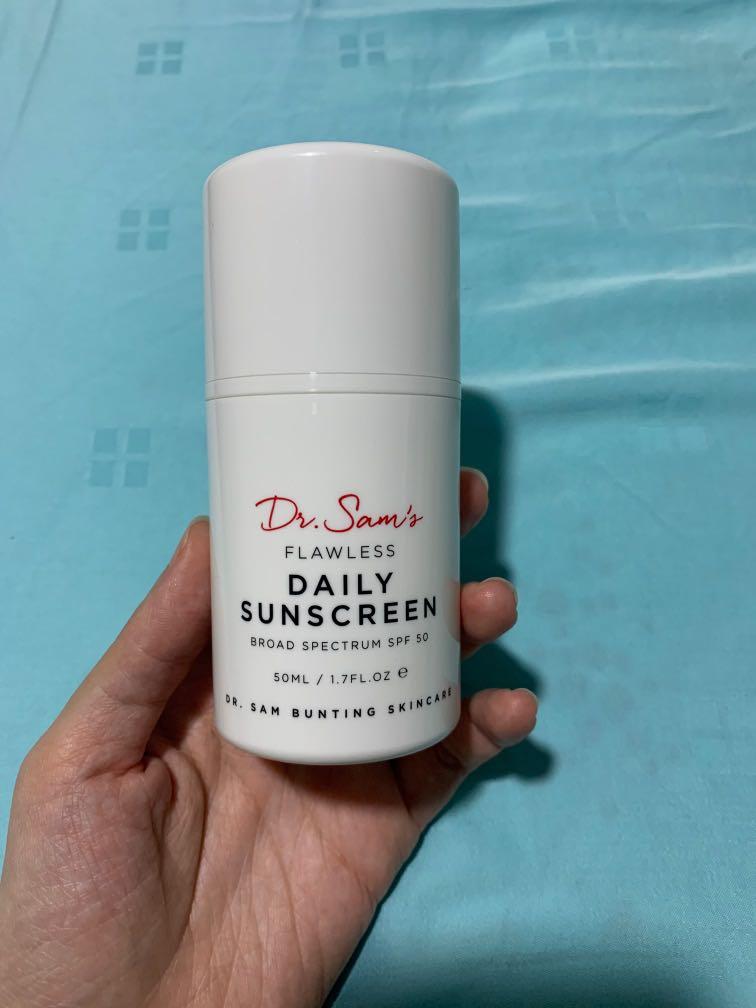 Dr. Sam's
FLAWLESS
DAILY
SUNSCREEN
BROAD SPECTRUM SPF 50
50ML / 1.7FL.OZ ℮
DR. SAM BUNTING SKINCARE